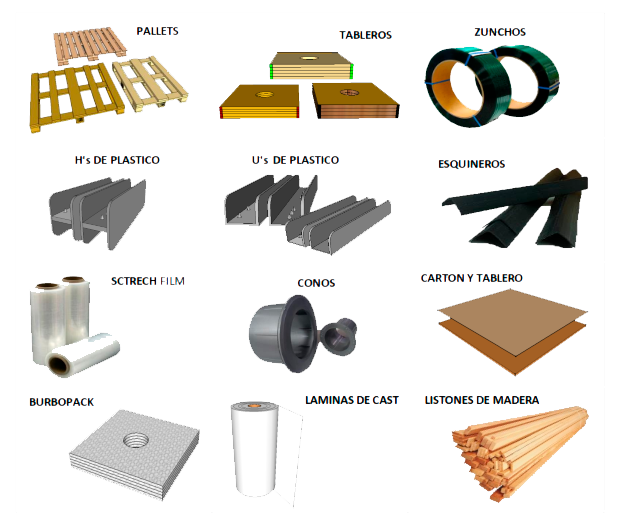 PALLETS
TABLEROS
ZUNCHOS
H's DE PLASTICO
U's DE PLASTICO
ESQUINEROS
SCTRECH FILM
CONOS
CARTON Y TABLERO
BURBOPACK
LAMINAS DE CAST
LISTONES DE MADERA